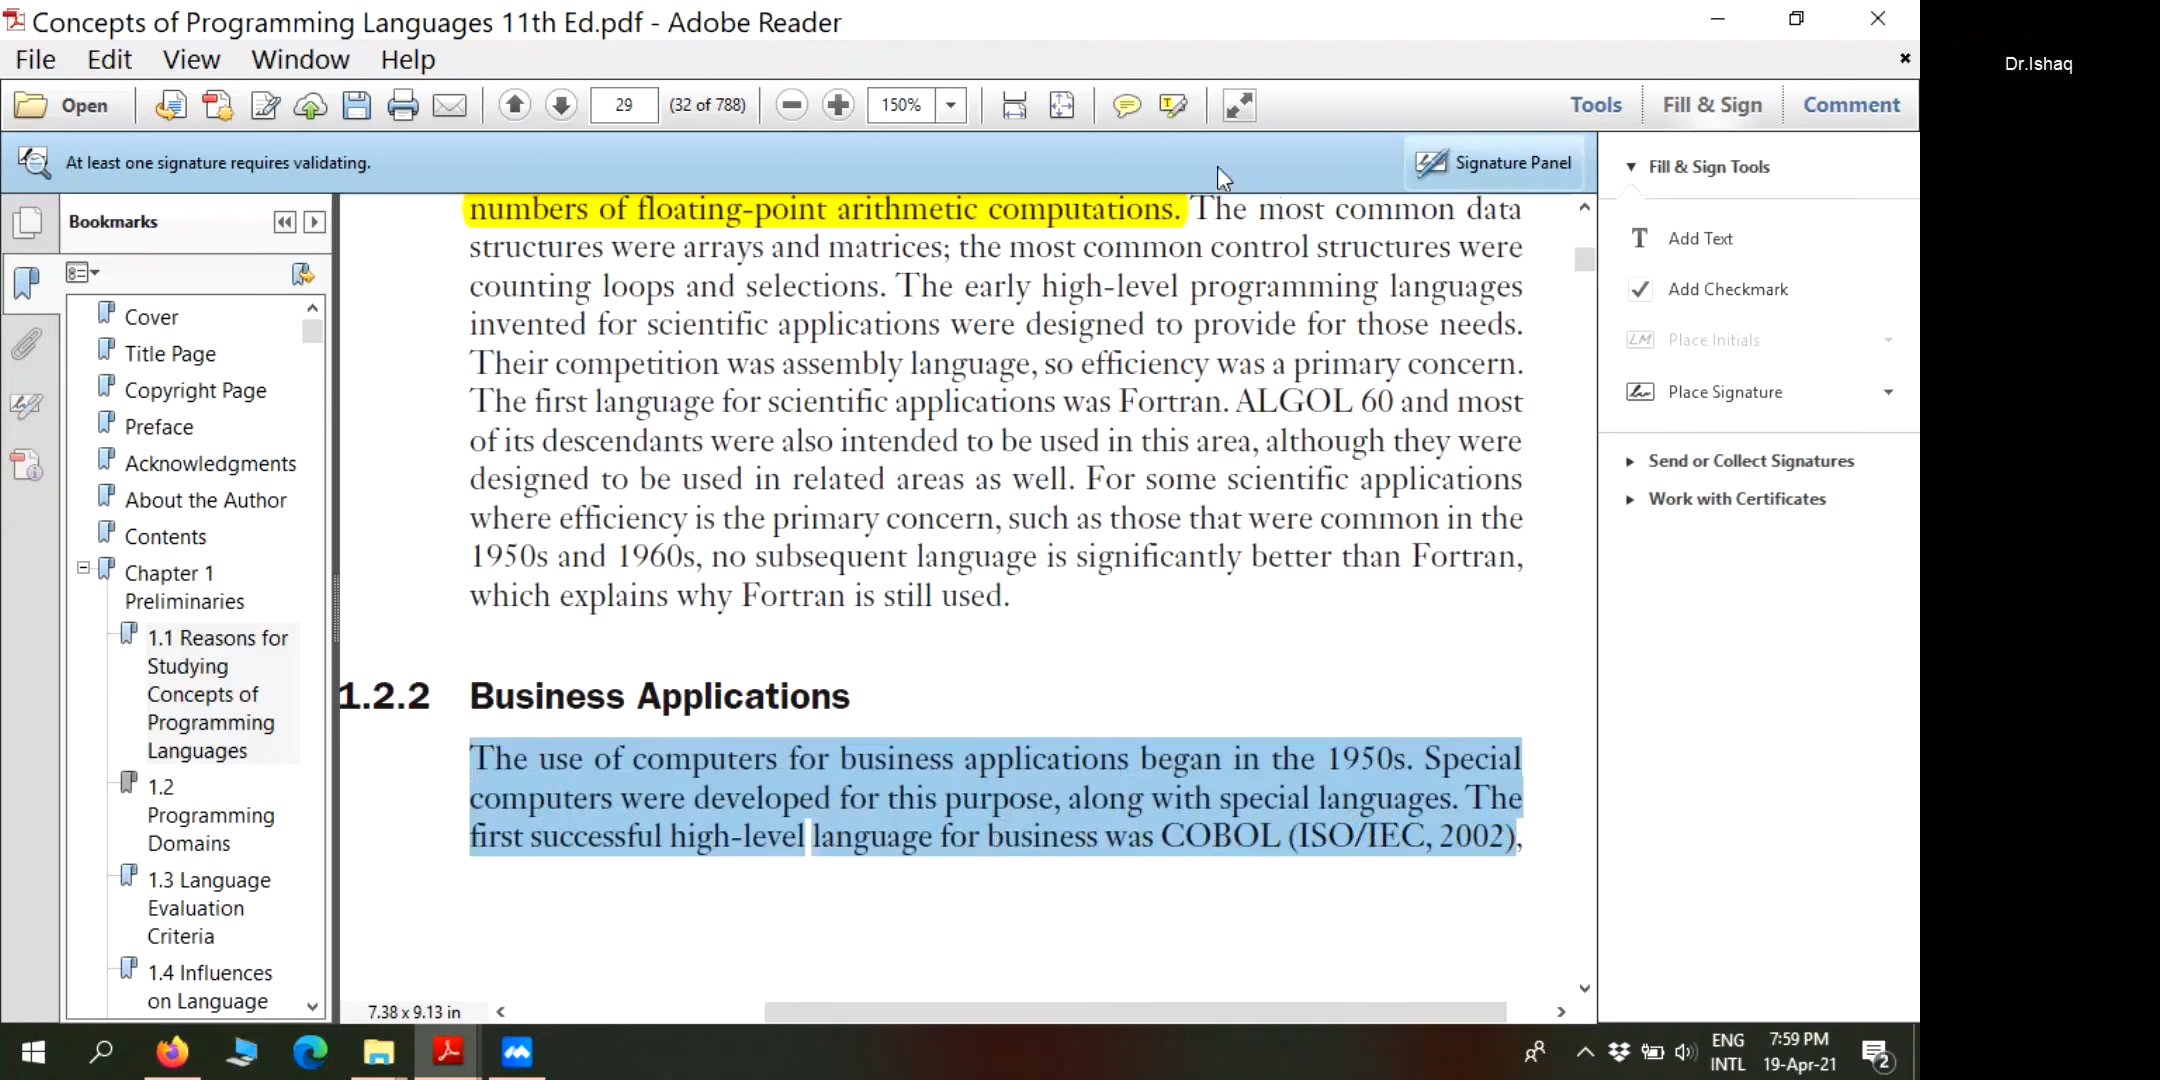 Concepts of Programming Languages 11th Ed.pdf - Adobe Reader
File Edit View Window Help
Dr.Ishaq
Open 29 (32 of 788) 150% Tools Fill & Sign Comment
At least one signature requires validating. Signature Panel
Bookmarks
Cover
Title Page
Copyright Page
Preface
Acknowledgments
About the Author
Contents
Chapter 1
Preliminaries
1.1 Reasons for
Studying
Concepts of
Programming
Languages
1.2
Programming
Domains
1.3 Language
Evaluation
Criteria
1.4 Influences
on Language
numbers of floating-point arithmetic computations. The most common data
structures were arrays and matrices; the most common control structures were
counting loops and selections. The early high-level programming languages
invented for scientific applications were designed to provide for those needs.
Their competition was assembly language, so efficiency was a primary concern.
The first language for scientific applications was Fortran. ALGOL 60 and most
of its descendants were also intended to be used in this area, although they were
designed to be used in related areas as well. For some scientific applications
where efficiency is the primary concern, such as those that were common in the
1950s and 1960s, no subsequent language is significantly better than Fortran,
which explains why Fortran is still used.
1.2.2 Business Applications
The use of computers for business applications began in the 1950s. Special
computers were developed for this purpose, along with special languages. The
first successful high-level language for business was COBOL (ISO/IEC, 2002),
7.38 x 9.13 in
Fill & Sign Tools
T Add Text
Add Checkmark
LM Place Initials
Place Signature
Send or Collect Signatures
Work with Certificates
ENG
INTL
7:59 PM
19-Apr-21
2